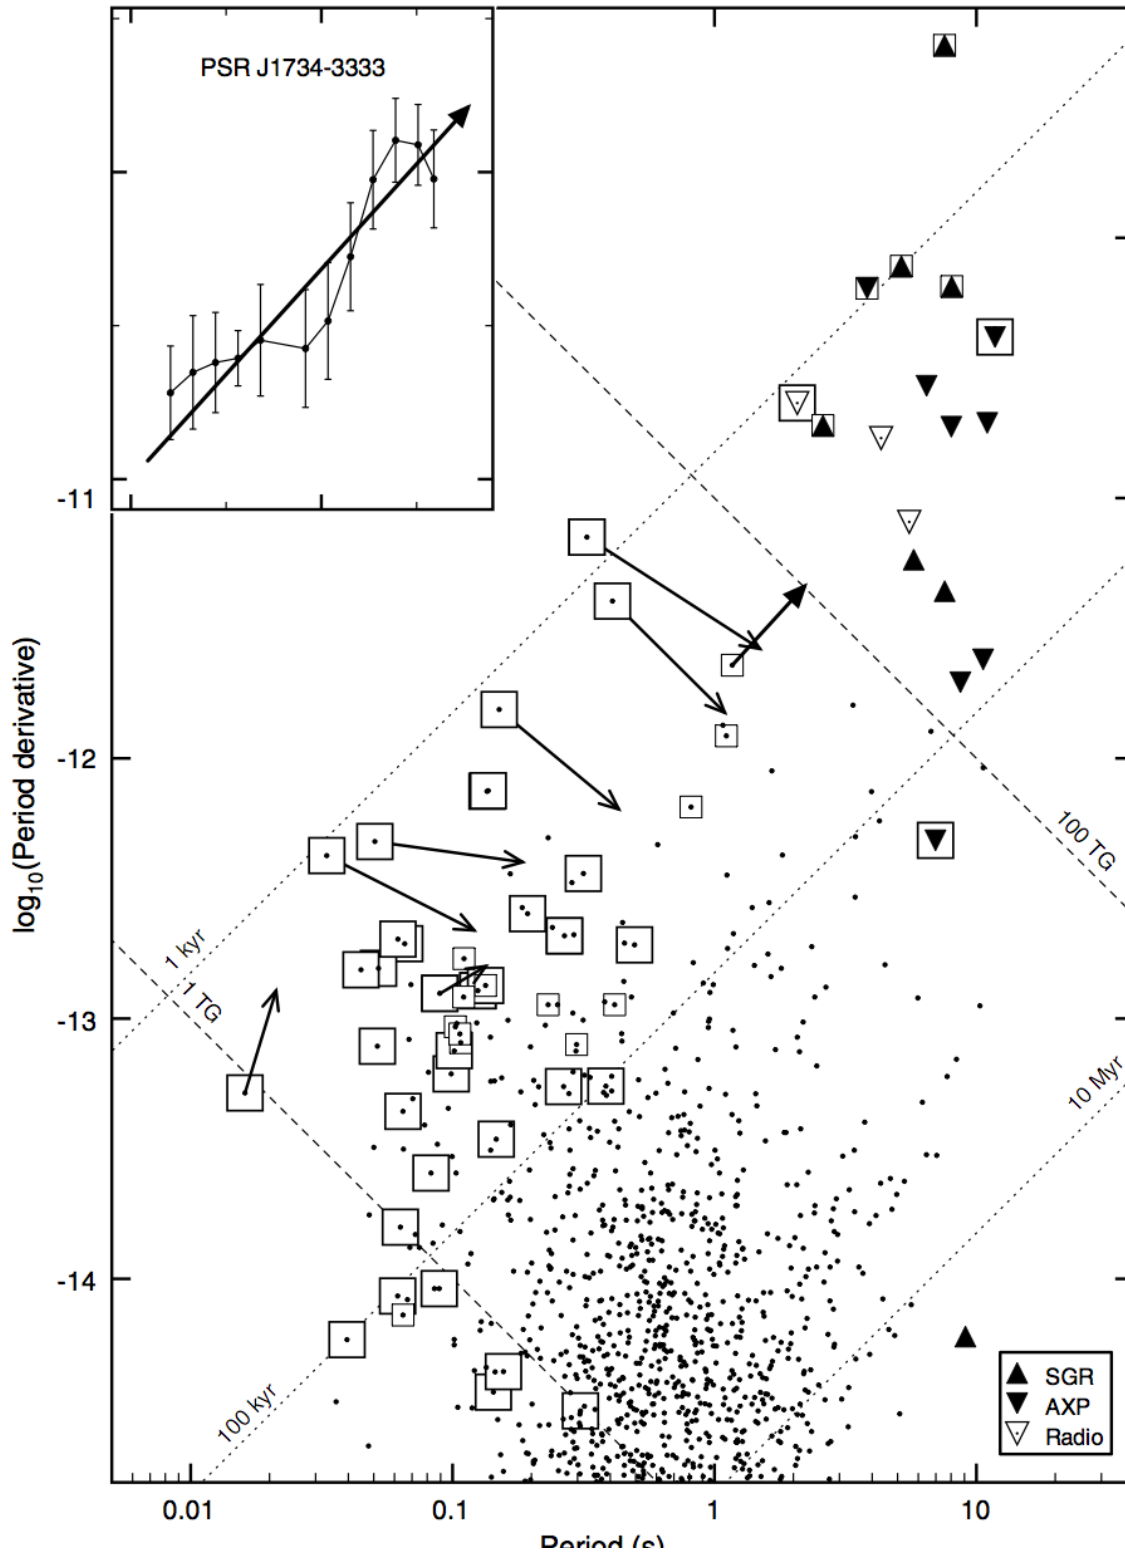 PSR J1734-3333
-11
-12
-13
-14
log10(Period derivative)
1 kyr
1 TG
100 TG
10 Myr
100 kyr
SGR
AXP
Radio
0.01
0.1
1
10
Period (s)